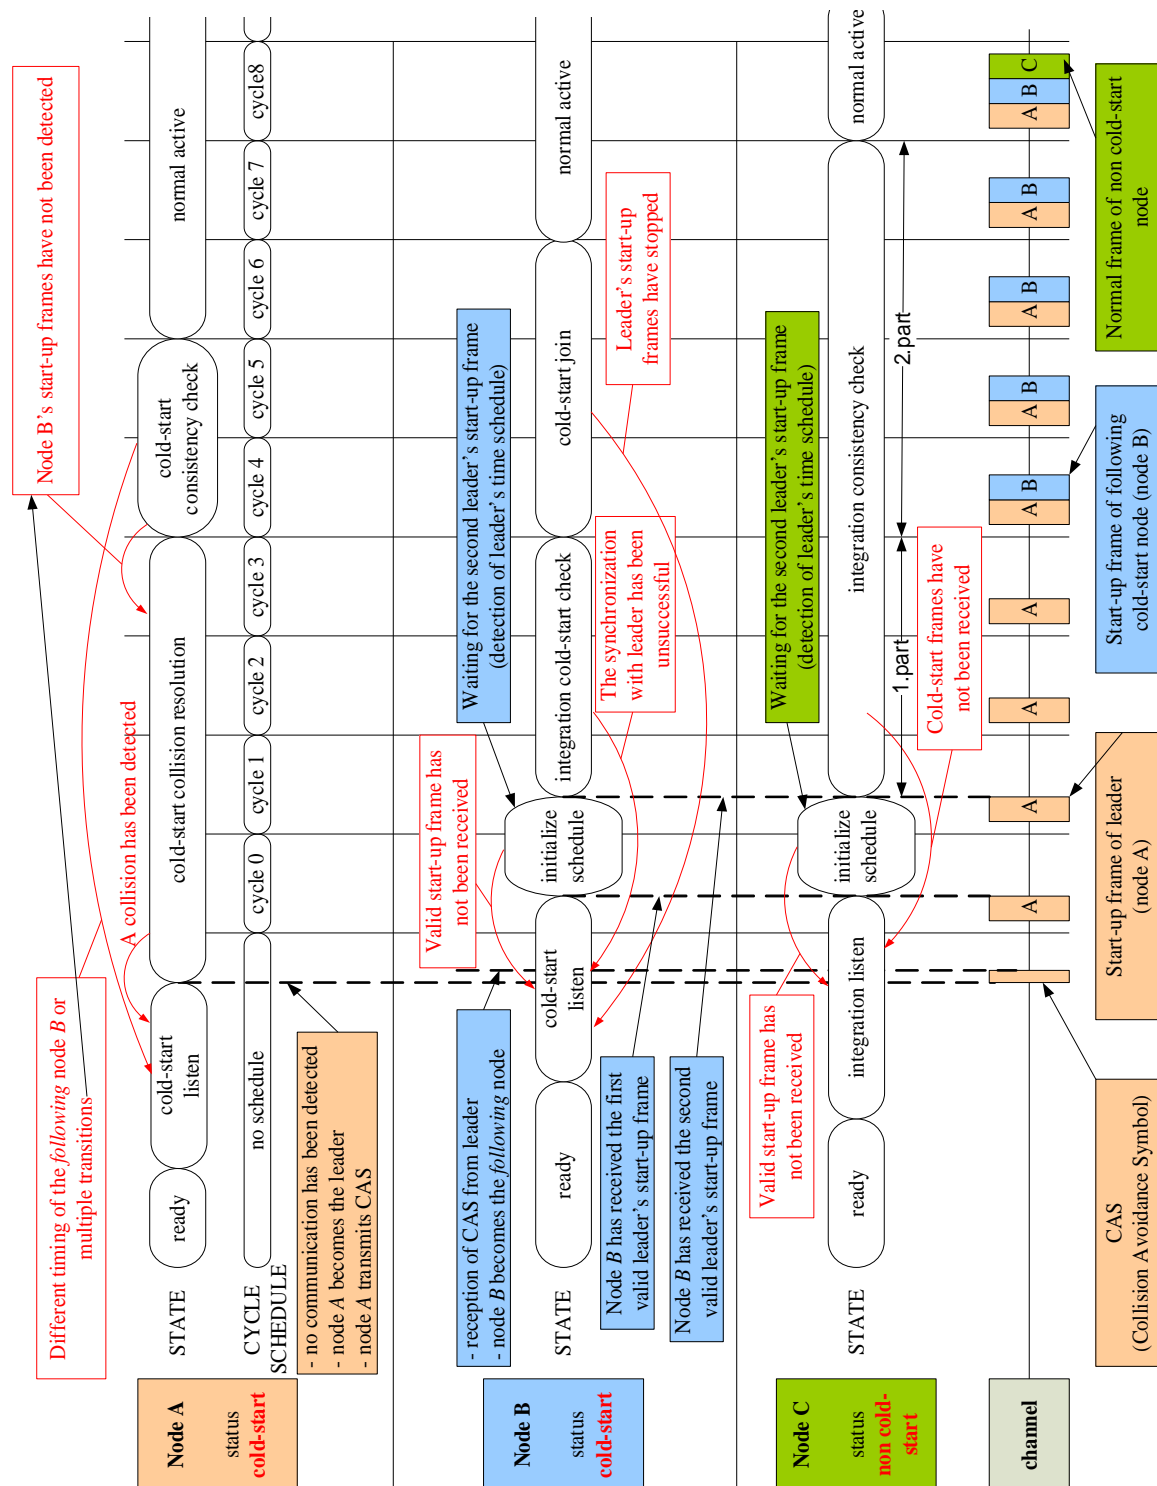 Different timing of the following node B or
multiple transitions
Node B’s start-up frames have not been detected
A collision has been detected
Node A
status
cold-start
STATE
ready
cold-start
listen
cold-start collision resolution
cold-start
consistency check
normal active
CYCLE
SCHEDULE
no schedule
cycle 0
cycle 1
cycle 2
cycle 3
cycle 4
cycle 5
cycle 6
cycle 7
cycle8
- no communication has been detected
- node A becomes the leader
- node A transmits CAS
Valid start-up frame has
not been received
Waiting for the second leader’s start-up frame
(detection of leader’s time schedule)
- reception of CAS from leader
- node B becomes the following node
Node B
status
cold-start
STATE
ready
cold-start
listen
initialize
schedule
integration cold-start check
cold-start join
normal active
Node B has received the first
valid leader’s start-up frame
The synchronization
with leader has been
unsuccessful
Leader’s start-up
frames have stopped
Node B has received the second
valid leader’s start-up frame
Valid start-up frame has
not been received
Waiting for the second leader’s start-up frame
(detection of leader’s time schedule)
Node C
status
non cold-
start
STATE
ready
integration listen
initialize
schedule
integration consistency check
normal active
1.part
2.part
Cold-start frames have
not been received
channel
A
A
A
A
A
B
A
B
A
B
A
B
A
B
C
CAS
(Collision Avoidance Symbol)
Start-up frame of leader
(node A)
Start-up frame of following
cold-start node (node B)
Normal frame of non cold-start
node